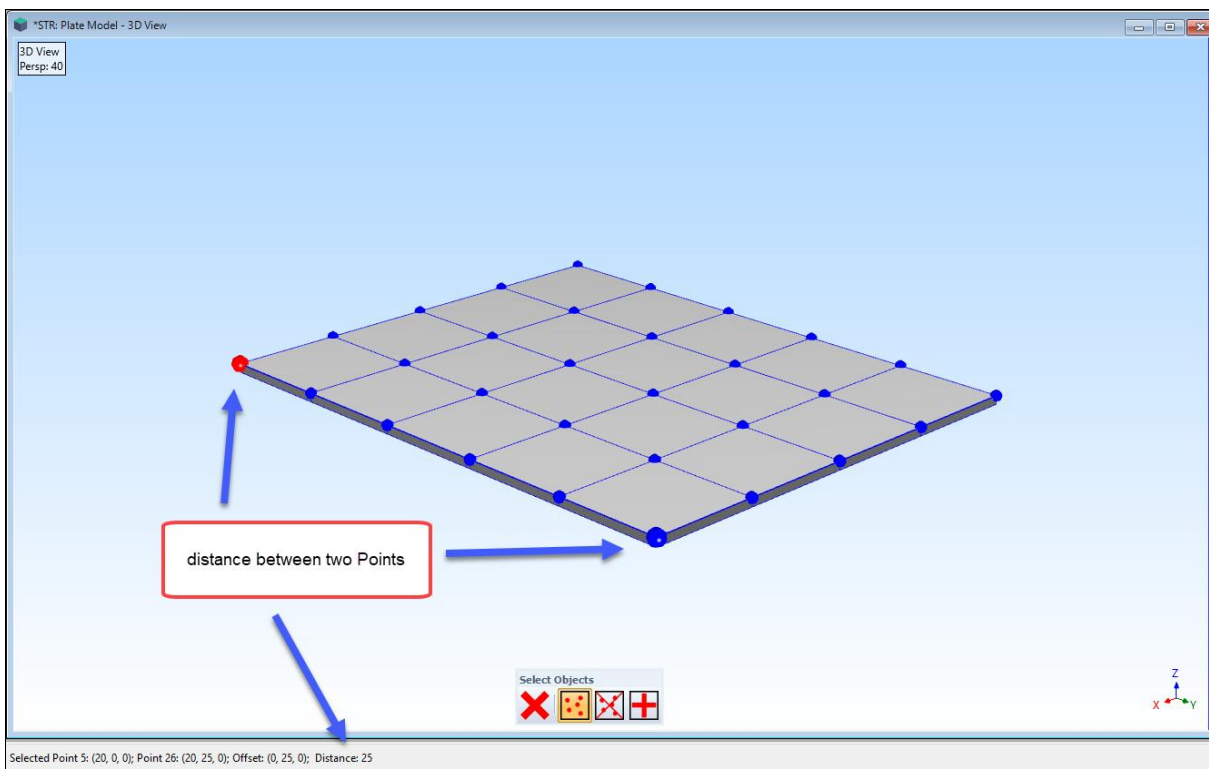 *STR: Plate Model - 3D View
3D View
Persp: 40
distance between two Points
Select Objects
Z
X
Y
Selected Point 5: (20, 0, 0); Point 26: (20, 25, 0); Offset: (0, 25, 0); Distance: 25